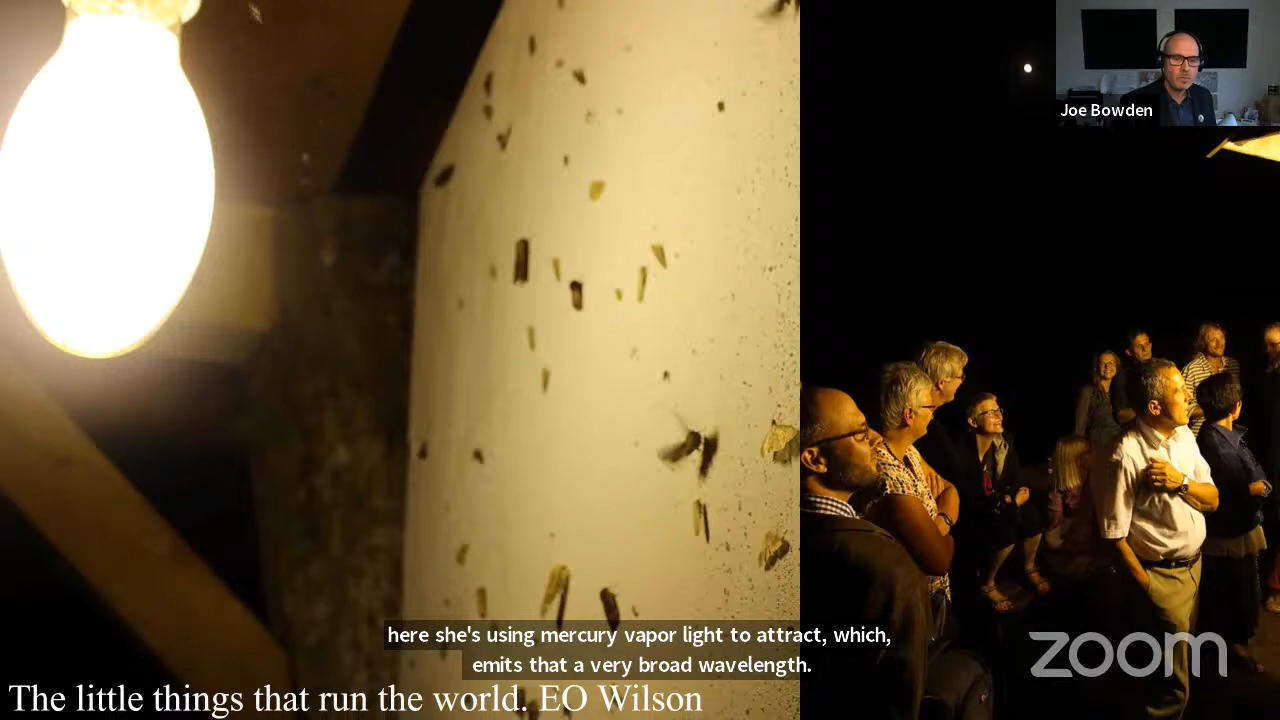 Joe Bowden
here she's using mercury vapor light to attract, which,
emits that a very broad wavelength.
zoom
The little things that run the world. EO Wilson